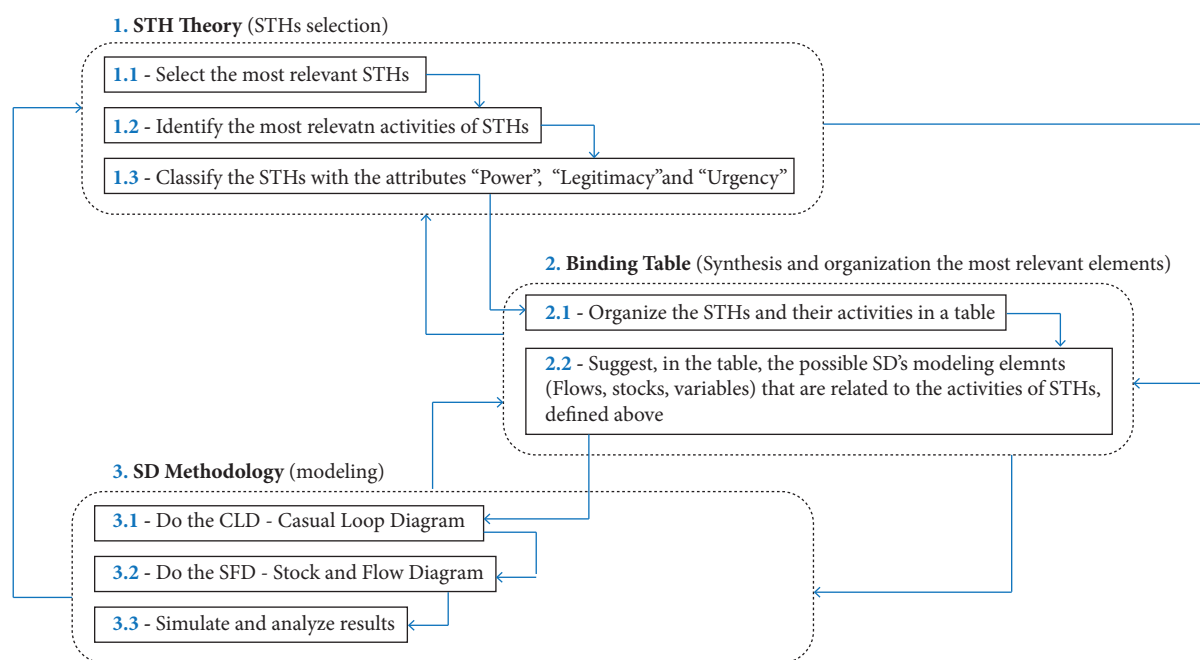 1. STH Theory (STHs selection)
1.1 - Select the most relevant STHs
1.2 - Identify the most relevatn activities of STHs
1.3 - Classify the STHs with the attributes “Power”, “Legitimacy”and “Urgency”
2. Binding Table (Synthesis and organization the most relevant elements)
2.1 - Organize the STHs and their activities in a table
2.2 - Suggest, in the table, the possible SD’s modeling elemnts
(Flows, stocks, variables) that are related to the activities of STHs,
defined above
3. SD Methodology (modeling)
3.1 - Do the CLD - Casual Loop Diagram
3.2 - Do the SFD - Stock and Flow Diagram
3.3 - Simulate and analyze results